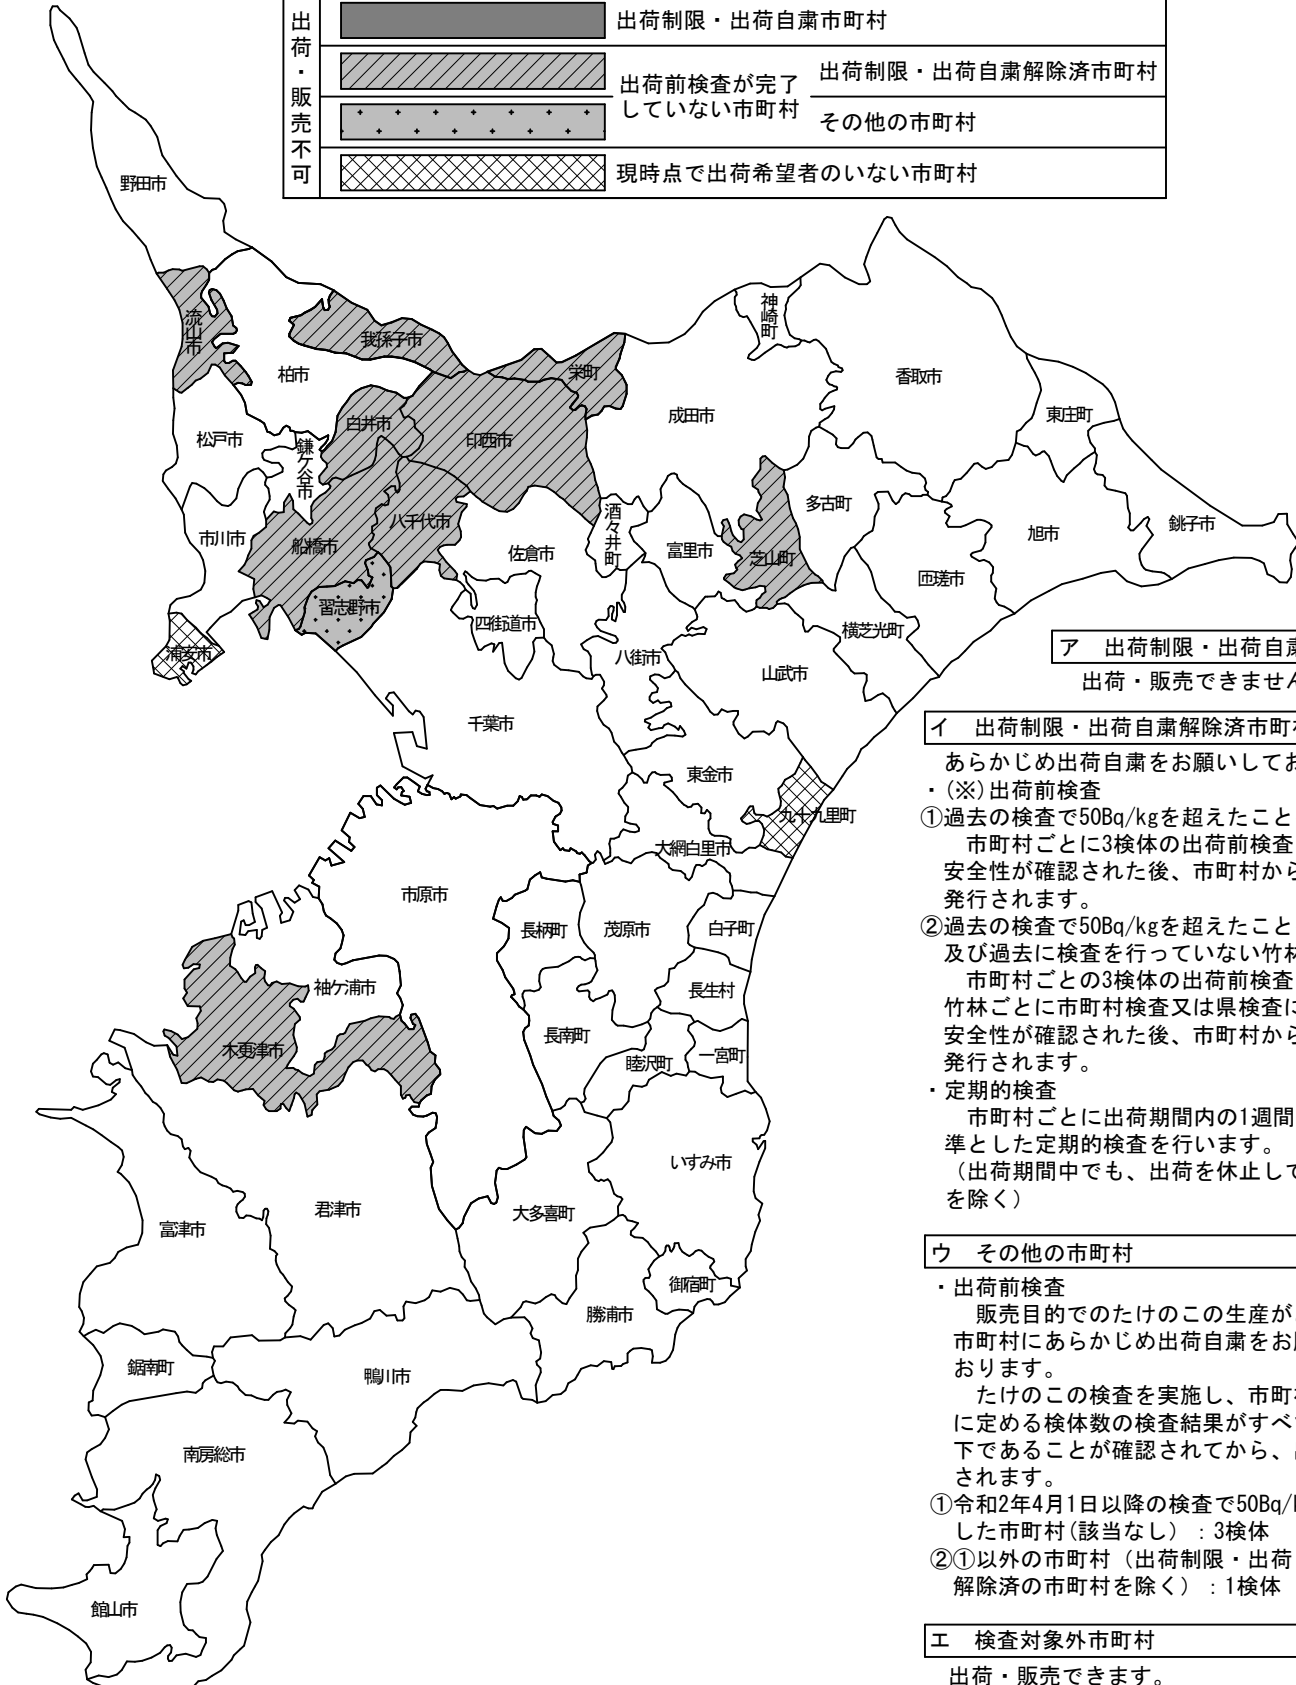 出荷・販売不可
出荷制限・出荷自粛市町村
出荷前検査が完了
していない市町村
出荷制限・出荷自粛解除済市町村
その他の市町村
現時点で出荷希望者のいない市町村
野田市
流山市
我孫子市
柏市
栄町
神崎町
香取市
成田市
東庄町
白井市
印西市
松戸市
鎌ケ谷市
多古町
銚子市
旭市
市川市
船橋市
八千代市
酒々井町
佐倉市
富里市
芝山町
匝瑳市
習志野市
四街道市
横芝光町
浦安市
八街市
山武市
千葉市
東金市
九十九里町
大網白里市
市原市
長柄町
茂原市
白子町
袖ケ浦市
長生村
木更津市
長南町
睦沢町
一宮町
いすみ市
君津市
大多喜町
富津市
御宿町
勝浦市
鋸南町
鴨川市
南房総市
館山市
ア　出荷制限・出荷自粛
出荷・販売できません
イ　出荷制限・出荷自粛解除済市町村
あらかじめ出荷自粛をお願いしてお
・(※)出荷前検査
①過去の検査で50Bq/kgを超えたこと
市町村ごとに3検体の出荷前検査
安全性が確認された後、市町村から
発行されます。
②過去の検査で50Bq/kgを超えたこと
及び過去に検査を行っていない竹林
市町村ごとの3検体の出荷前検査
竹林ごとに市町村検査又は県検査に
安全性が確認された後、市町村から
発行されます。
・定期的検査
市町村ごとに出荷期間内の1週間
準とした定期的検査を行います。
（出荷期間中でも、出荷を休止して
を除く）
ウ　その他の市町村
・出荷前検査
販売目的でのたけのこの生産が
市町村にあらかじめ出荷自粛をお願
おります。
たけのこの検査を実施し、市町村
に定める検体数の検査結果がすべ
下であることが確認されてから、
されます。
①令和2年4月1日以降の検査で50Bq/k
した市町村(該当なし）：3検体
②①以外の市町村（出荷制限・出荷
解除済の市町村を除く）：1検体
エ　検査対象外市町村
出荷・販売できます。